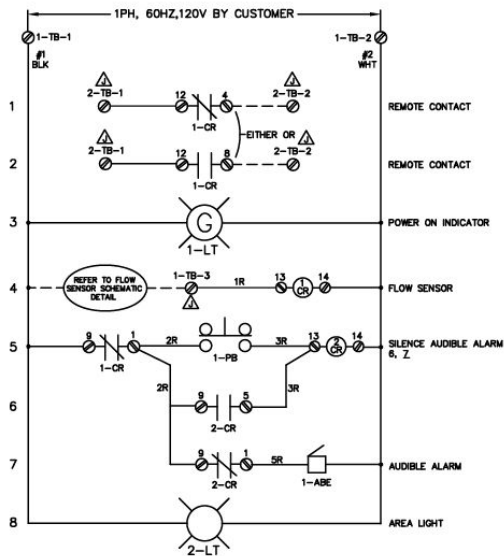 1PH, 60HZ,120V BY CUSTOMER
1-TB-1
1-TB-2
#1
BLK
#2
WHT
J
J
2-TB-1
12
4
2-TB-2
1
1-CR
REMOTE CONTACT
J
EITHER OR
J
2-TB-1
12
8
2-TB-2
2
1-CR
REMOTE CONTACT
3
G
POWER ON INDICATOR
1-LT
4
REFER TO FLOW
SENSOR SCHEMATIC
DETAIL
1-TB-3
J
1R
13
1
CR
14
FLOW SENSOR
5
9
1
1-CR
2R
1-PB
3R
13
2
CR
14
SILENCE AUDIBLE ALARM
6, 7
2R
3R
6
9
5
2-CR
7
9
1
2-CR
5R
1-ABE
AUDIBLE ALARM
8
2-LT
AREA LIGHT